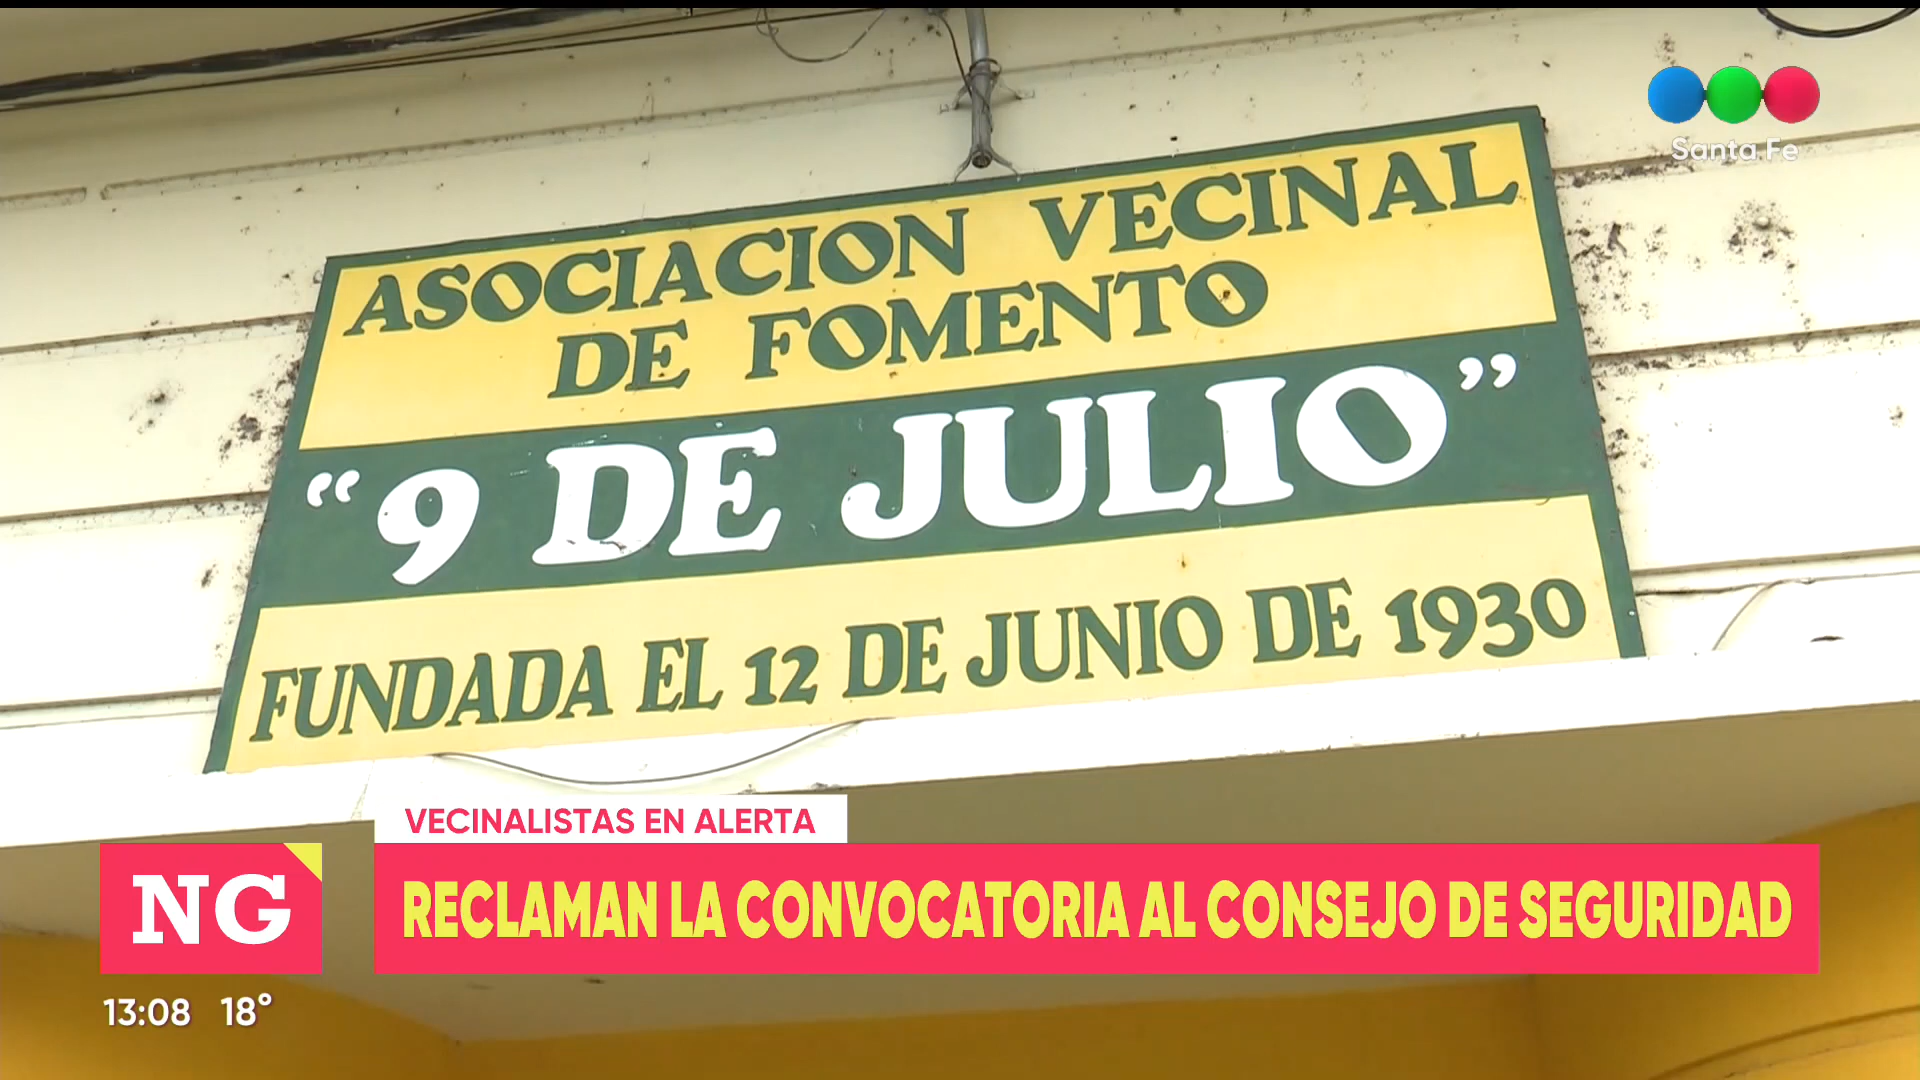 Santa Fe
ASOCIACION VECINAL
DE FOMENTO
“9 DE JULIO”
FUNDADA EL 12 DE JUNIO DE 1930
VECINALISTAS EN ALERTA
NG
RECLAMAN LA CONVOCATORIA AL CONSEJO DE SEGURIDAD
13:08 18°